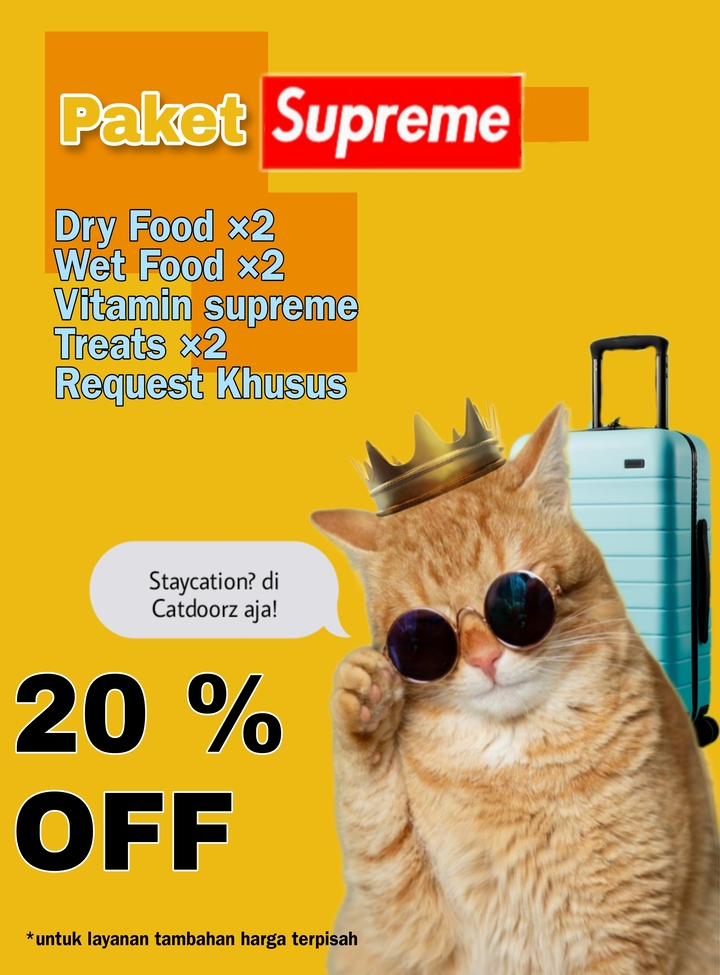 Paket Supreme
Dry Food ×2
Wet Food ×2
Vitamin supreme
Treats ×2
Request Khusus
Staycation? di
Catdoorz aja!
20 %
OFF
*untuk layanan tambahan harga terpisah